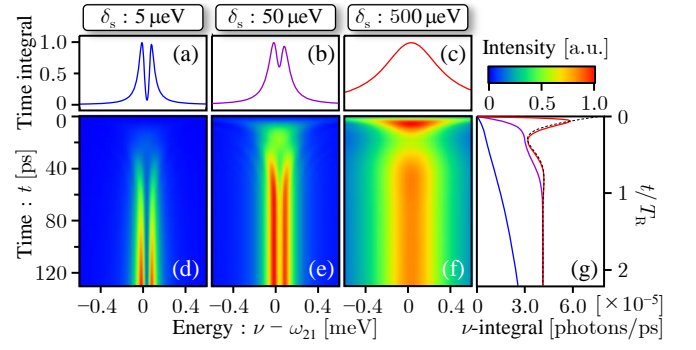 δs : 5 μeV
δs : 50 μeV
δs : 500 μeV
Time integral
1.0
0.5
0
(a)
(b)
(c)
Intensity [a.u.]
0
0.5
1.0
Time : t [ps]
0
40
60
80
100
120
(d)
(e)
(f)
(g)
0
1
2
t/TR
−0.4
0
0.4
−0.4
0
0.4
−0.4
0
0.4
0
3.0
6.0
[×10−5]
Energy : ν − ω21 [meV]
ν-integral [photons/ps]